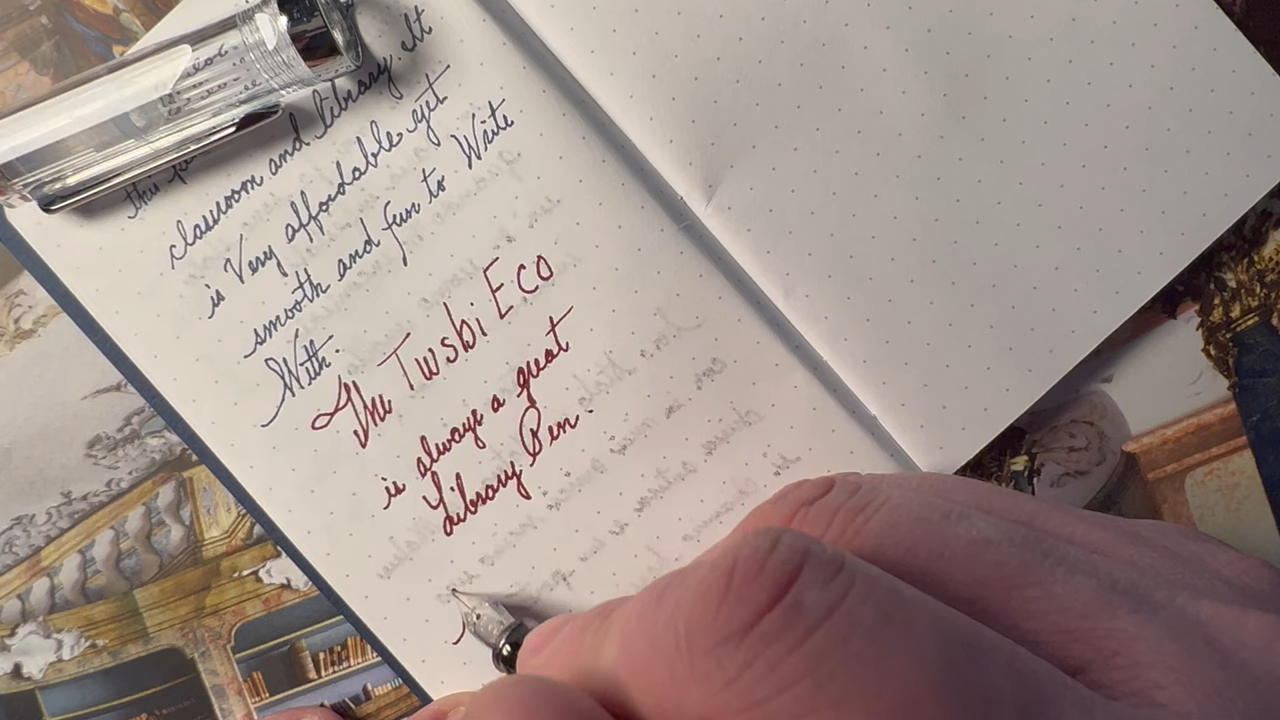 this
classroom and library it
is Very affordable yet
smooth and fun to Write
With.
The Twsbi Eco
is always a great
Library Pen.